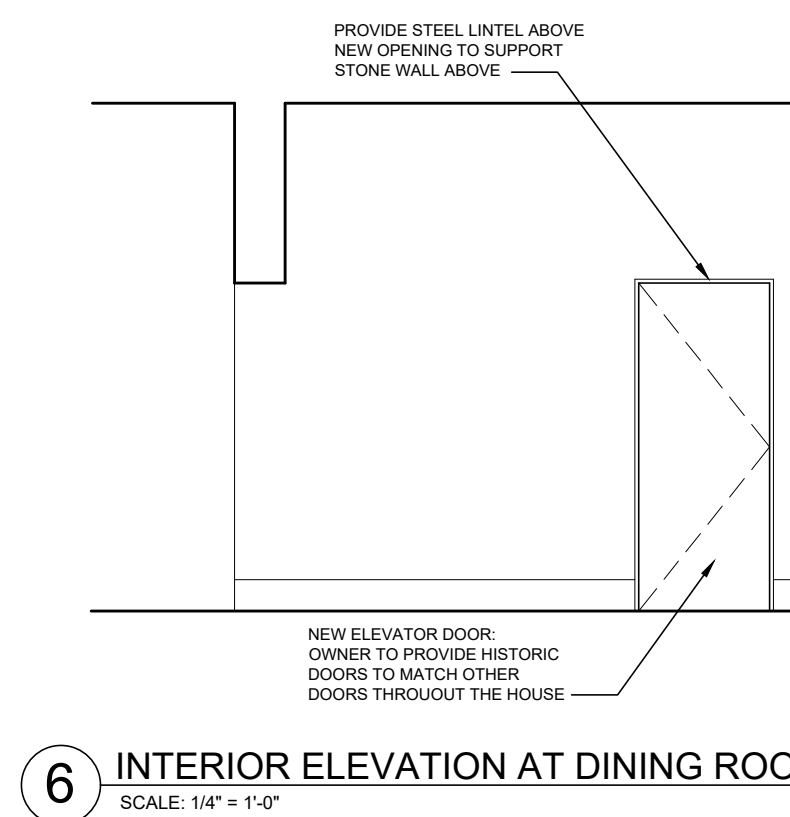 PROVIDE STEEL LINTEL ABOVE
NEW OPENING TO SUPPORT
STONE WALL ABOVE
NEW ELEVATOR DOOR:
OWNER TO PROVIDE HISTORIC
DOORS TO MATCH OTHER
DOORS THROUOUT THE HOUSE
6
INTERIOR ELEVATION AT DINING
SCALE: 1/4" = 1'-0"